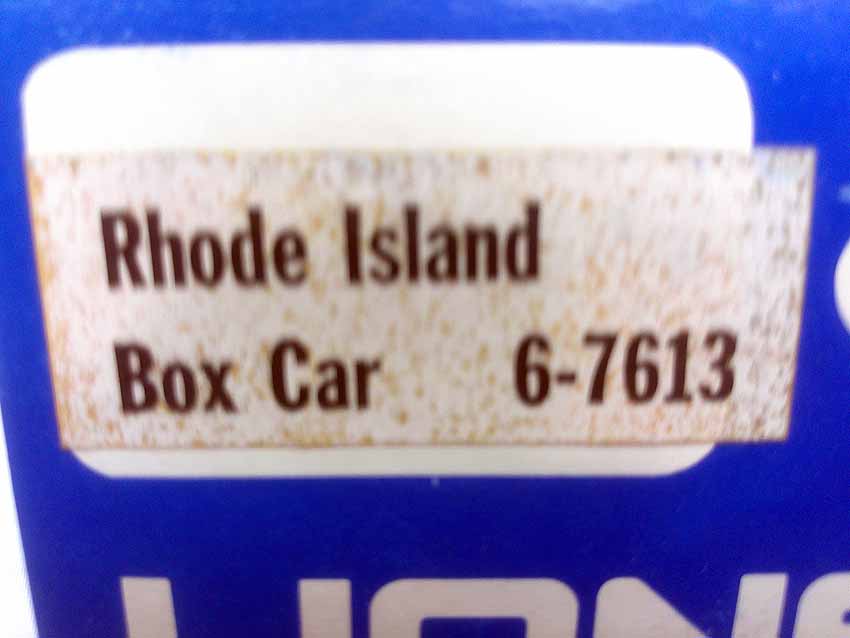 Rhode Island
Box Car 6-7613